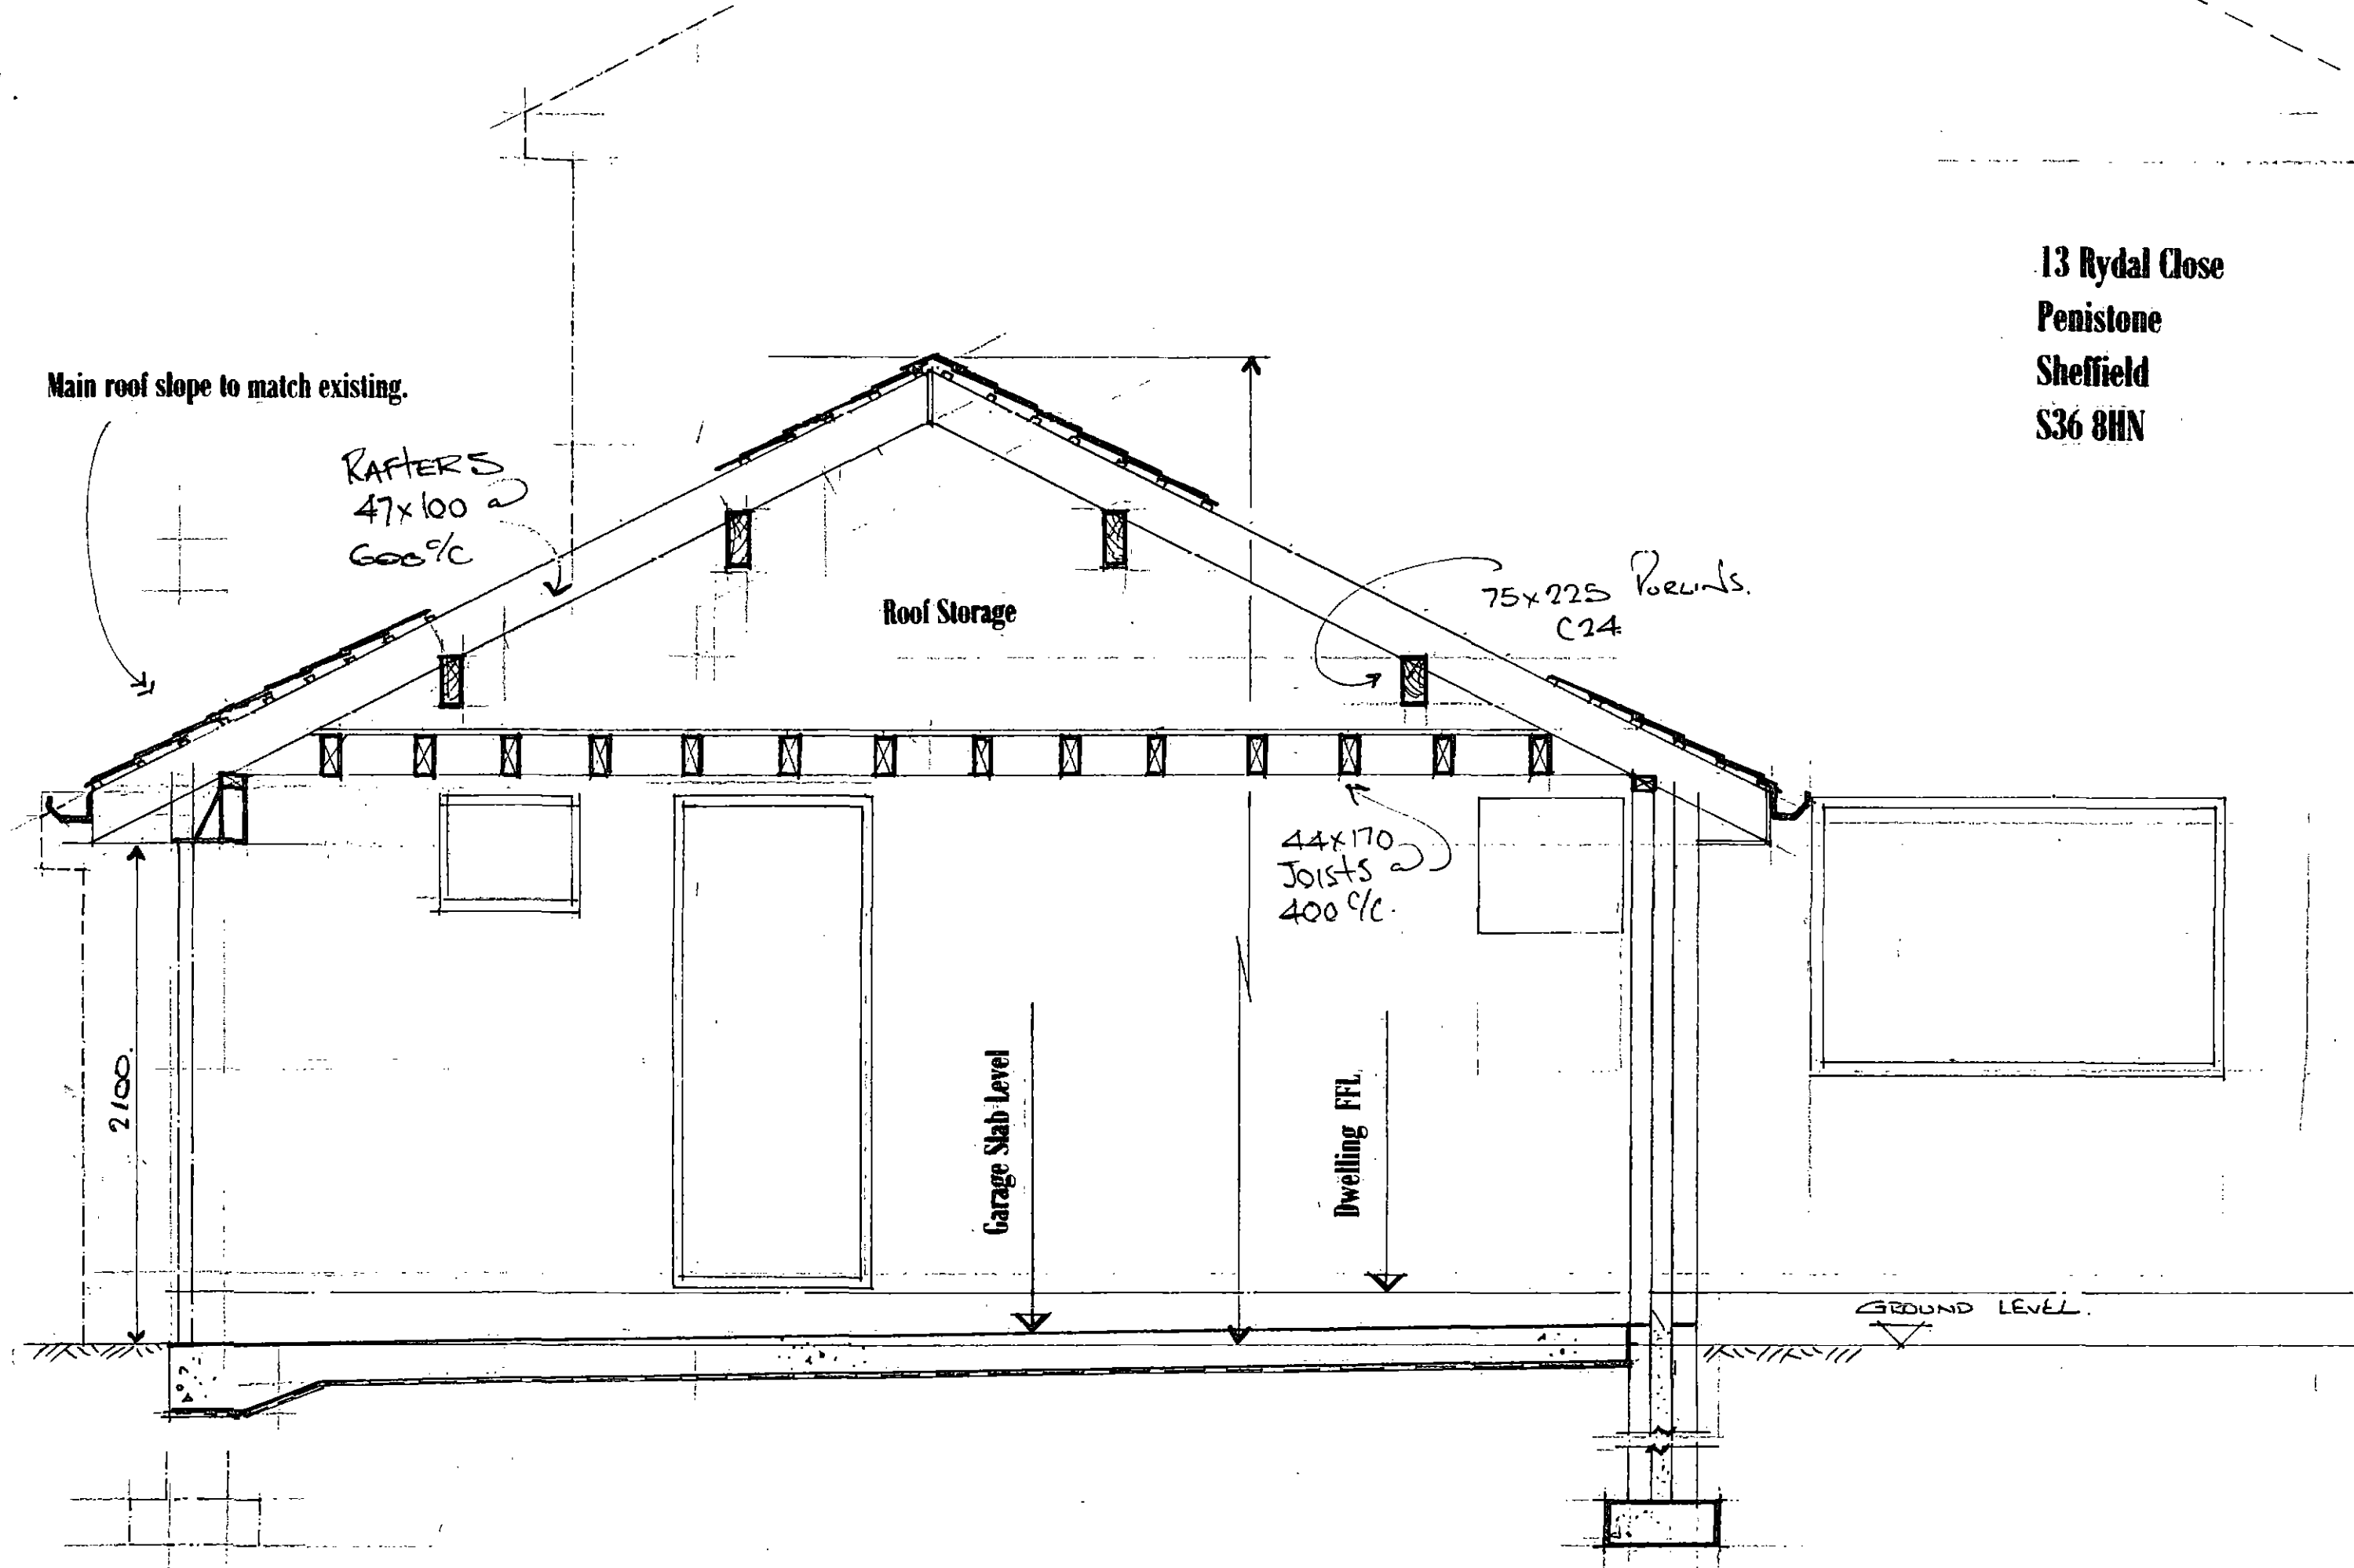 13 Rydal Close
Penistone
Sheffield
S36 8HN
Main roof slope to match existing.
RAFTERS
47x100 @
600 c/c
Roof Storage
75x225 PURLINS.
C24
44x170
JOISTS @
400 c/c.
2100.
Garage Slab Level
Dwelling FFL
GROUND LEVEL.